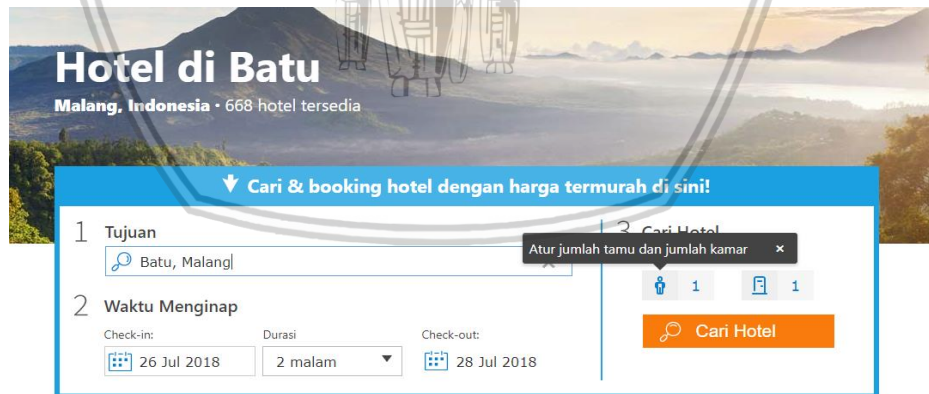 Hotel di Batu
Malang, Indonesia · 668 hotel tersedia
Cari & booking hotel dengan harga termurah di sini!
1 Tujuan
Batu, Malang
2 Waktu Menginap
Check-in:
26 Jul 2018
Durasi
2 malam
Check-out:
28 Jul 2018
3 Cari Hotel
Atur jumlah tamu dan jumlah kamar ×
1
1
Cari Hotel